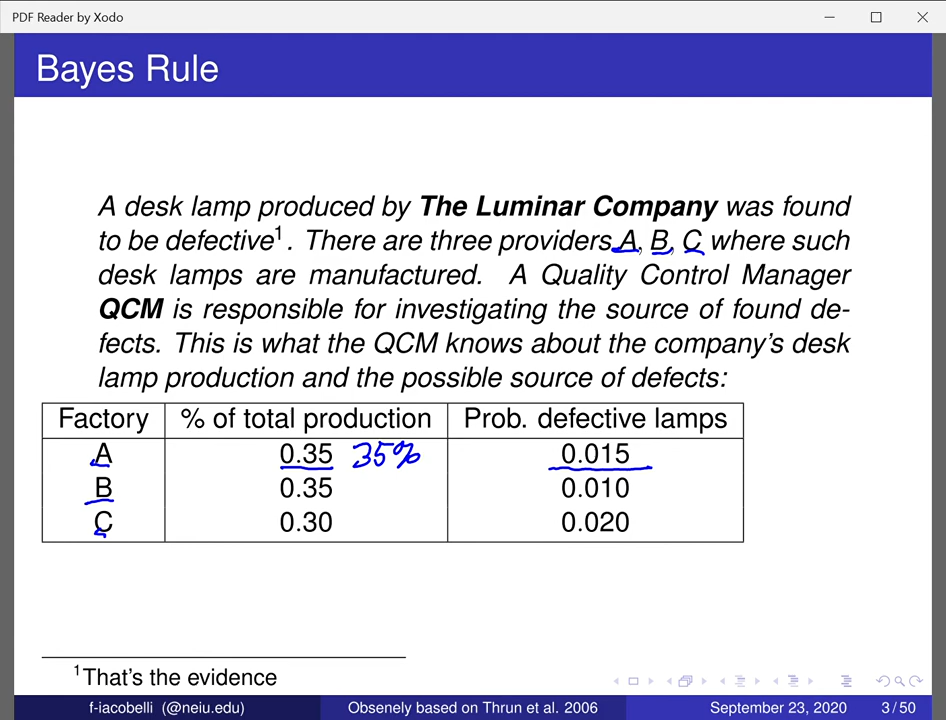 PDF Reader by Xodo
Bayes Rule
A desk lamp produced by The Luminar Company was found
to be defective1. There are three providers A, B, C where such
desk lamps are manufactured. A Quality Control Manager
QCM is responsible for investigating the source of found de-
fects. This is what the QCM knows about the company's desk
lamp production and the possible source of defects:
Factory % of total production Prob. defective lamps
A 0.35 35% 0.015
B 0.35 0.010
C 0.30 0.020
1That's the evidence
f-iacobelli (@neiu.edu) Obsenely based on Thrun et al. 2006 September 23, 2020 3 / 50